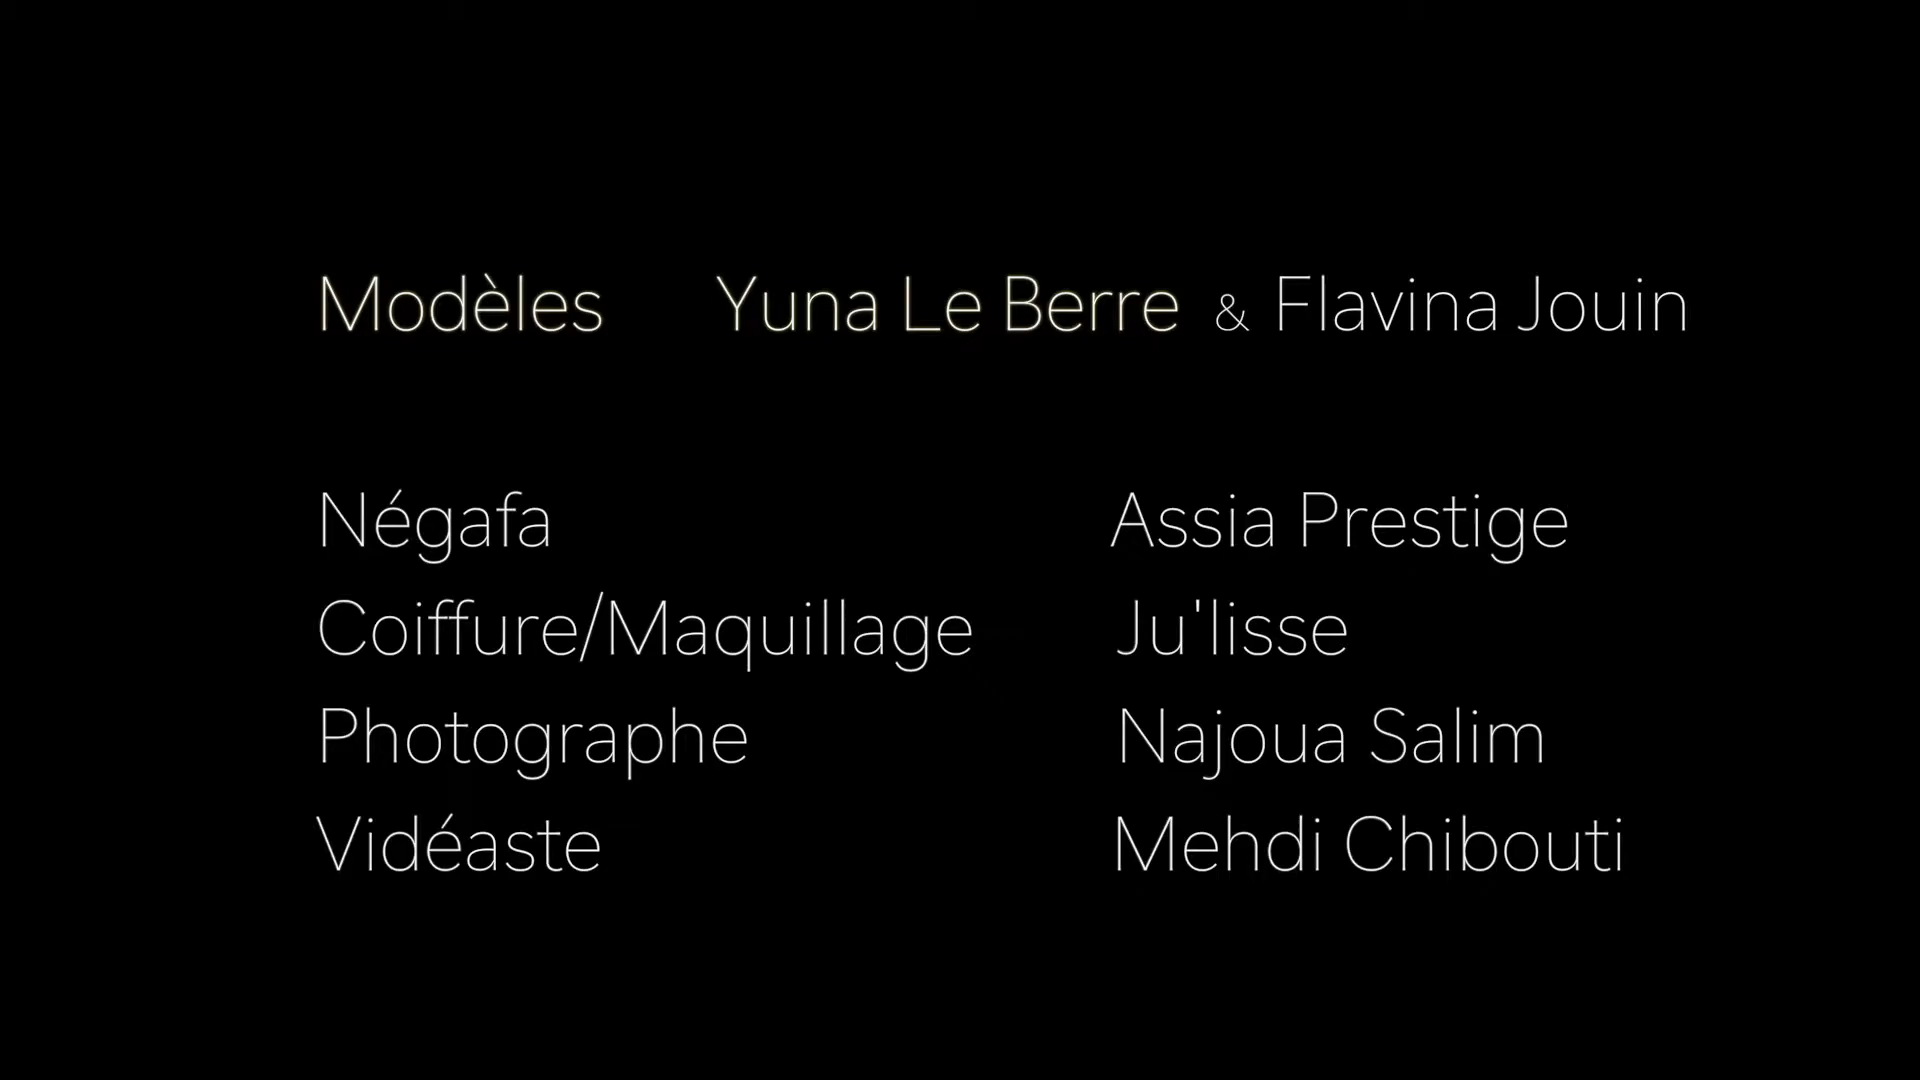 Modèles Yuna Le Berre & Flavina Jouin
Négafa Assia Prestige
Coiffure/Maquillage Ju'lisse
Photographe Najoua Salim
Vidéaste Mehdi Chibouti